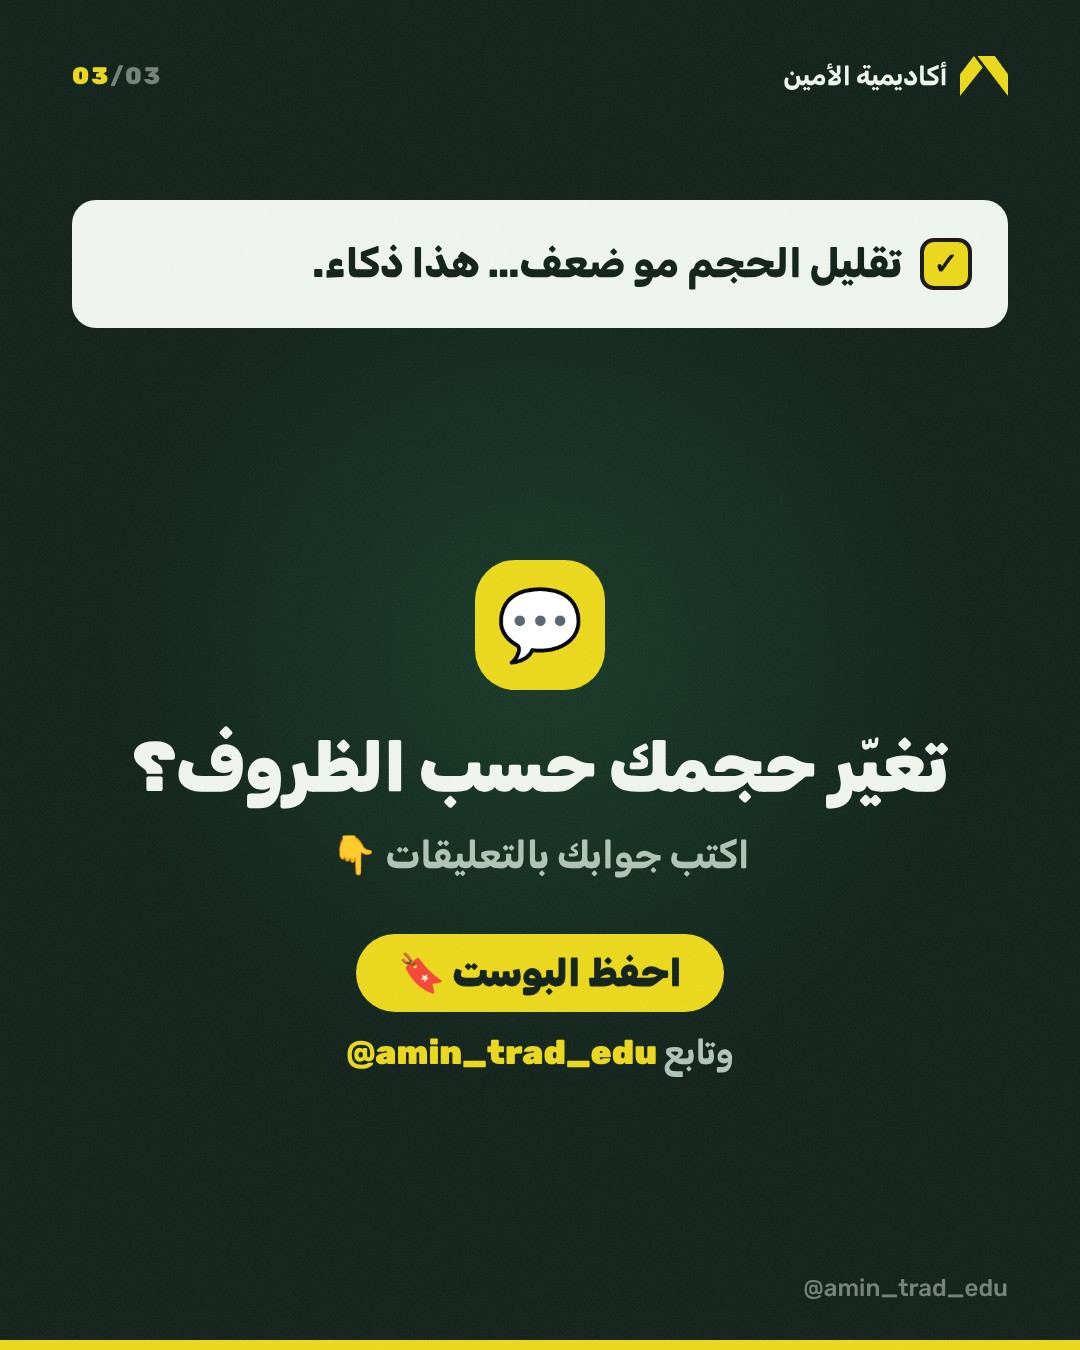 أكاديمية الأمين
03/03
✓ تقليل الحجم مو ضعف... هذا ذكاء.
تغيّر حجمك حسب الظروف؟
اكتب جوابك بالتعليقات 👇
احفظ البوست 🔖
وتابع @amin_trad_edu
@amin_trad_edu